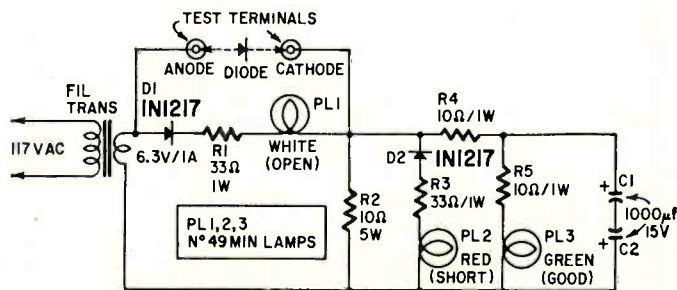 TEST TERMINALS
ANODE DIODE CATHODE
FIL
TRANS
117 VAC
D1
1N1217
6.3V/1A
R1
33Ω
1W
PL1
WHITE
(OPEN)
R4
10Ω/1W
D2 1N1217
R2
10Ω
5W
R3
33Ω/1W
R5
10Ω/1W
PL2
RED
(SHORT)
PL3
GREEN
(GOOD)
+ C1
1000µf
15V
+ C2
PL1,2,3
Nº49 MIN LAMPS